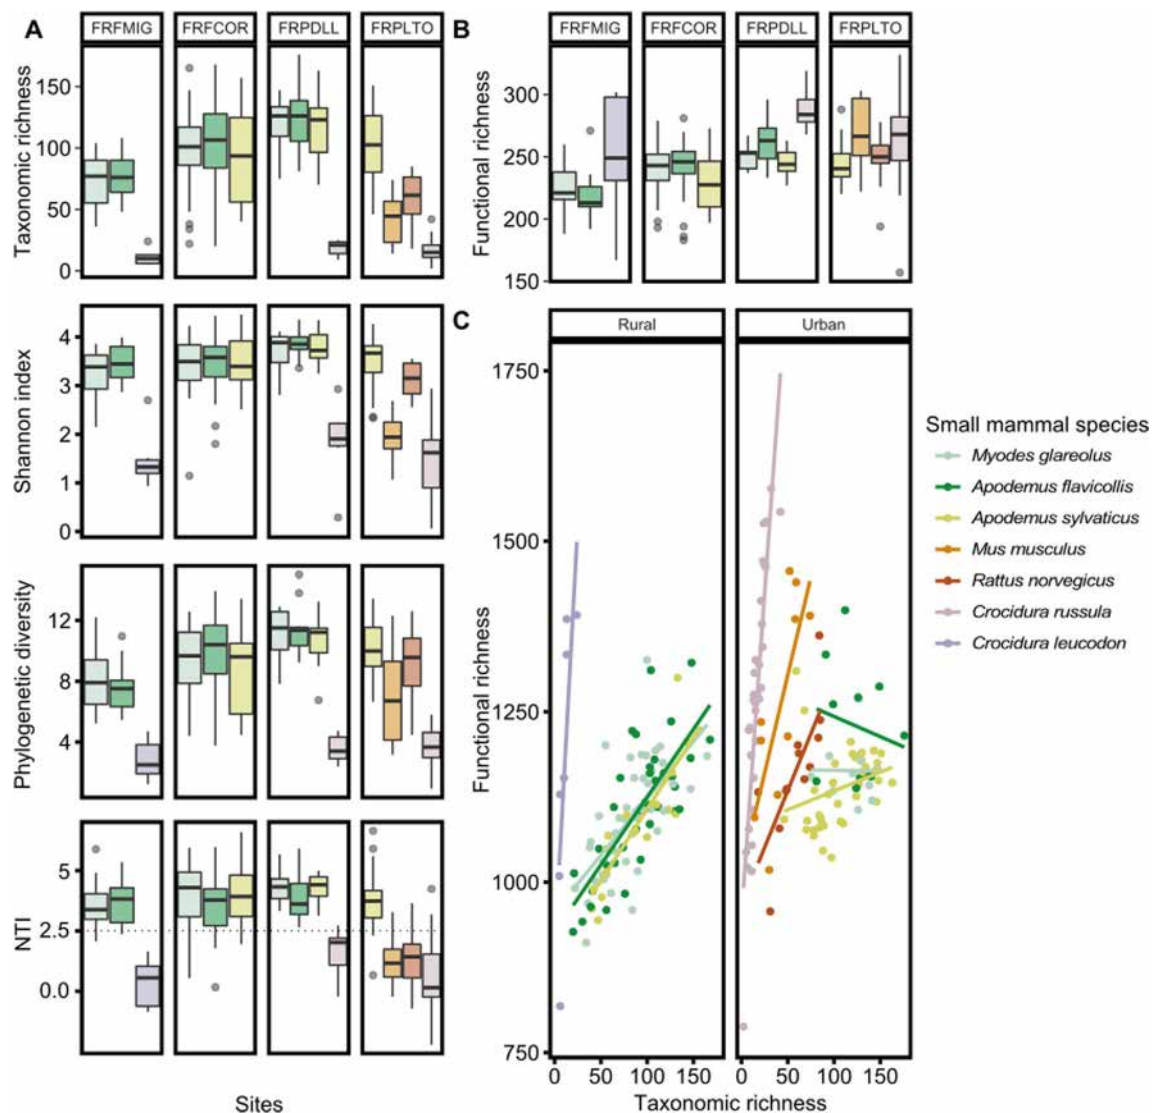 A
FRFMIG FRFCOR FRPDLL FRPLTO
Taxonomic richness
150
100
50
0
Shannon index
4
3
2
1
0
Phylogenetic diversity
12
8
4
NTI
5
2.5
0.0
Sites
B
FRFMIG FRFCOR FRPDLL FRPLTO
Functional richness
300
250
200
150
C
Rural Urban
Functional richness
1750
1500
1250
1000
750
0 50 100 150 0 50 100 150
Taxonomic richness
Small mammal species
Myodes glareolus
Apodemus flavicollis
Apodemus sylvaticus
Mus musculus
Rattus norvegicus
Crocidura russula
Crocidura leucodon